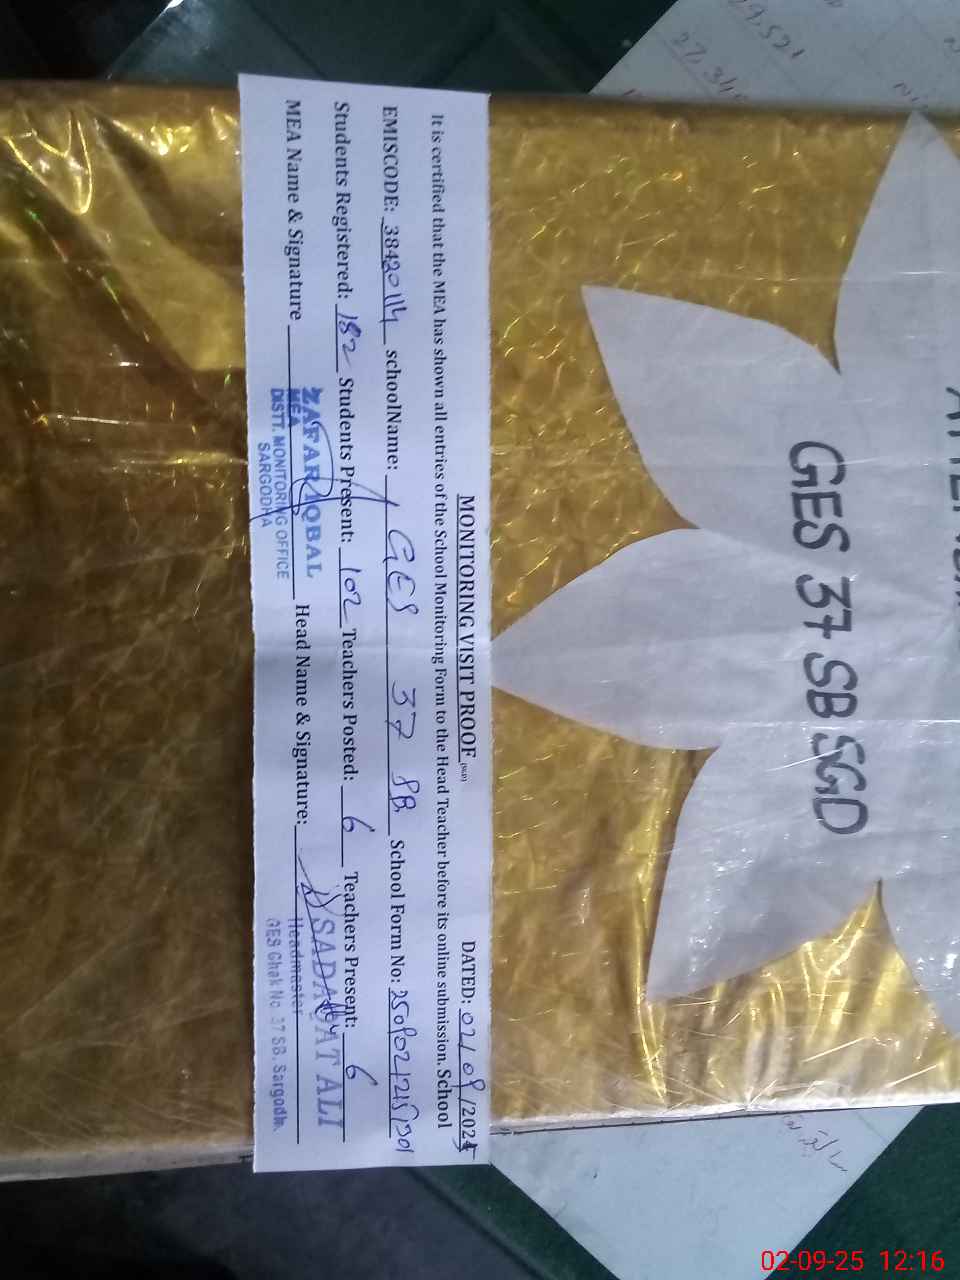 MONITORING VISIT PROOF
DATED: 02/09/2025
It is certified that the MEA has shown all entries of the School Monitoring Form to the Head Teacher before its online submission. School
EMISCODE: 38420114 schoolName: GES 37 SB School Form No:
Students Registered: 182 Students Present: 102 Teachers Posted: 6 Teachers Present: 6
MEA Name & Signature Head Name & Signature:
ZAFAR IQBAL
MEA
DISTT. MONITORING OFFICE
SARGODHA
SADAQAT ALI
Headmaster
GES Chak No. 37 SB, Sargodha.
GES 37 SB SGD
29,521
02-09-25 12:16